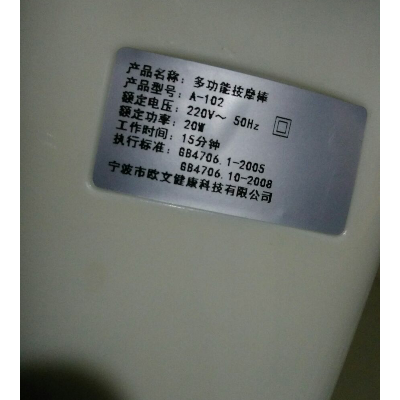 产品名称：多功能按摩棒
产品型号：A-102
额定电压：220V～ 50Hz
额定功率：20W
工作时间：15分钟
执行标准：GB4706.1-2005
GB4706.10-2008
宁波市欧文健康科技有限公司